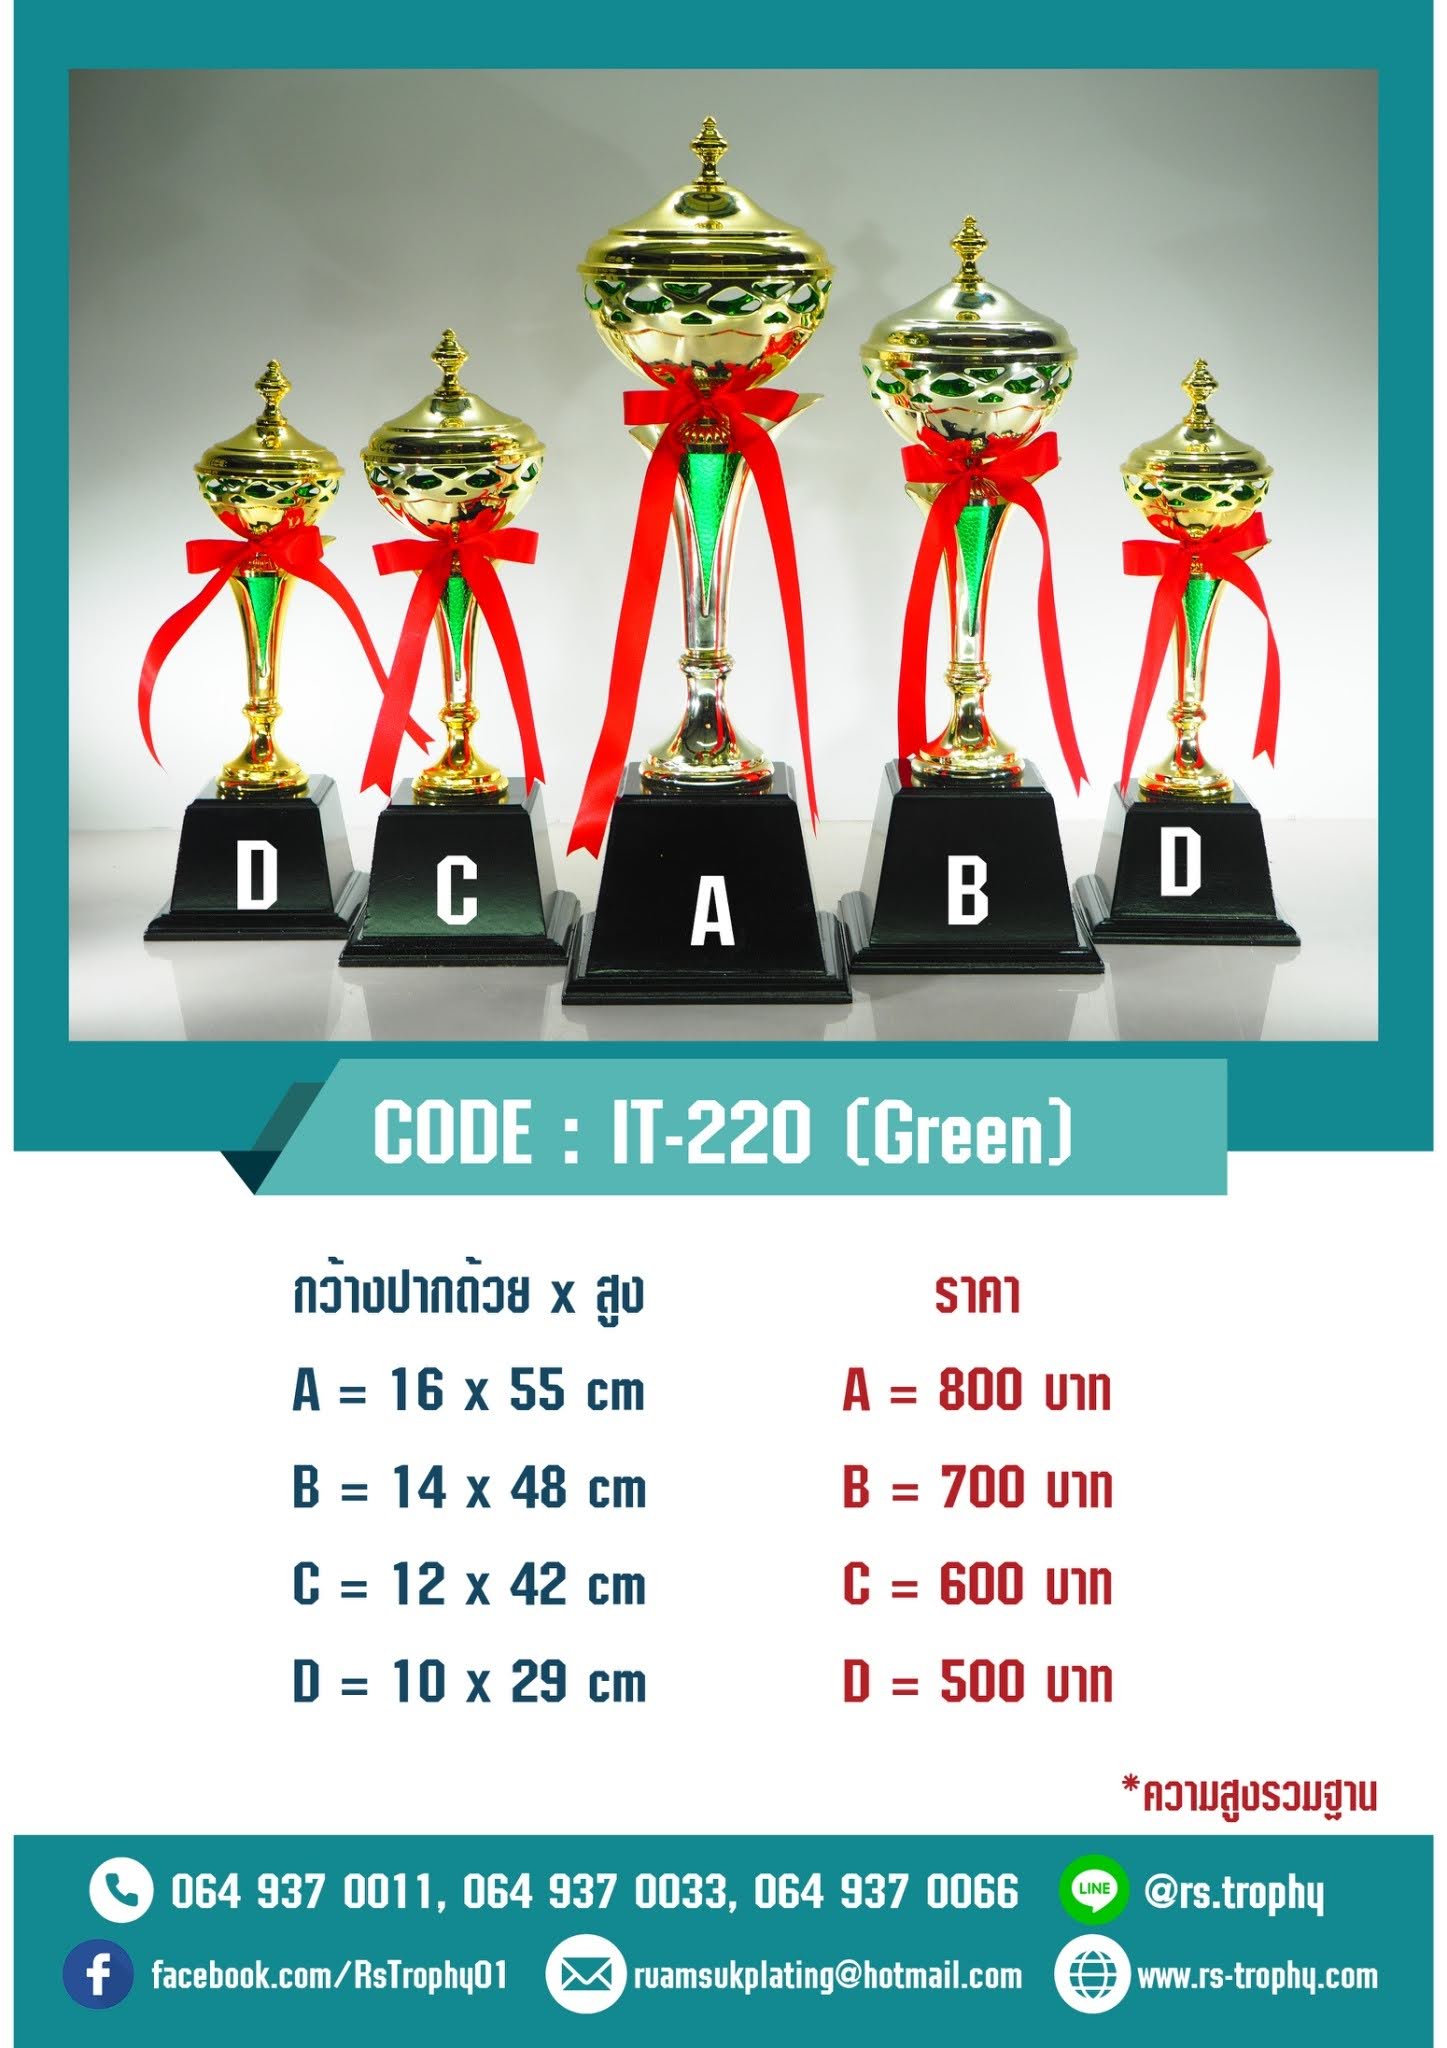 D C A B D
CODE : IT-220 (Green)
กว้างปากถ้วย x สูง
A = 16 x 55 cm
B = 14 x 48 cm
C = 12 x 42 cm
D = 10 x 29 cm
ราคา
A = 800 บาท
B = 700 บาท
C = 600 บาท
D = 500 บาท
*ความสูงรวมฐาน
064 937 0011, 064 937 0033, 064 937 0066 LINE @rs.trophy
f facebook.com/RsTrophy01 ruamsukplating@hotmail.com www.rs-trophy.com